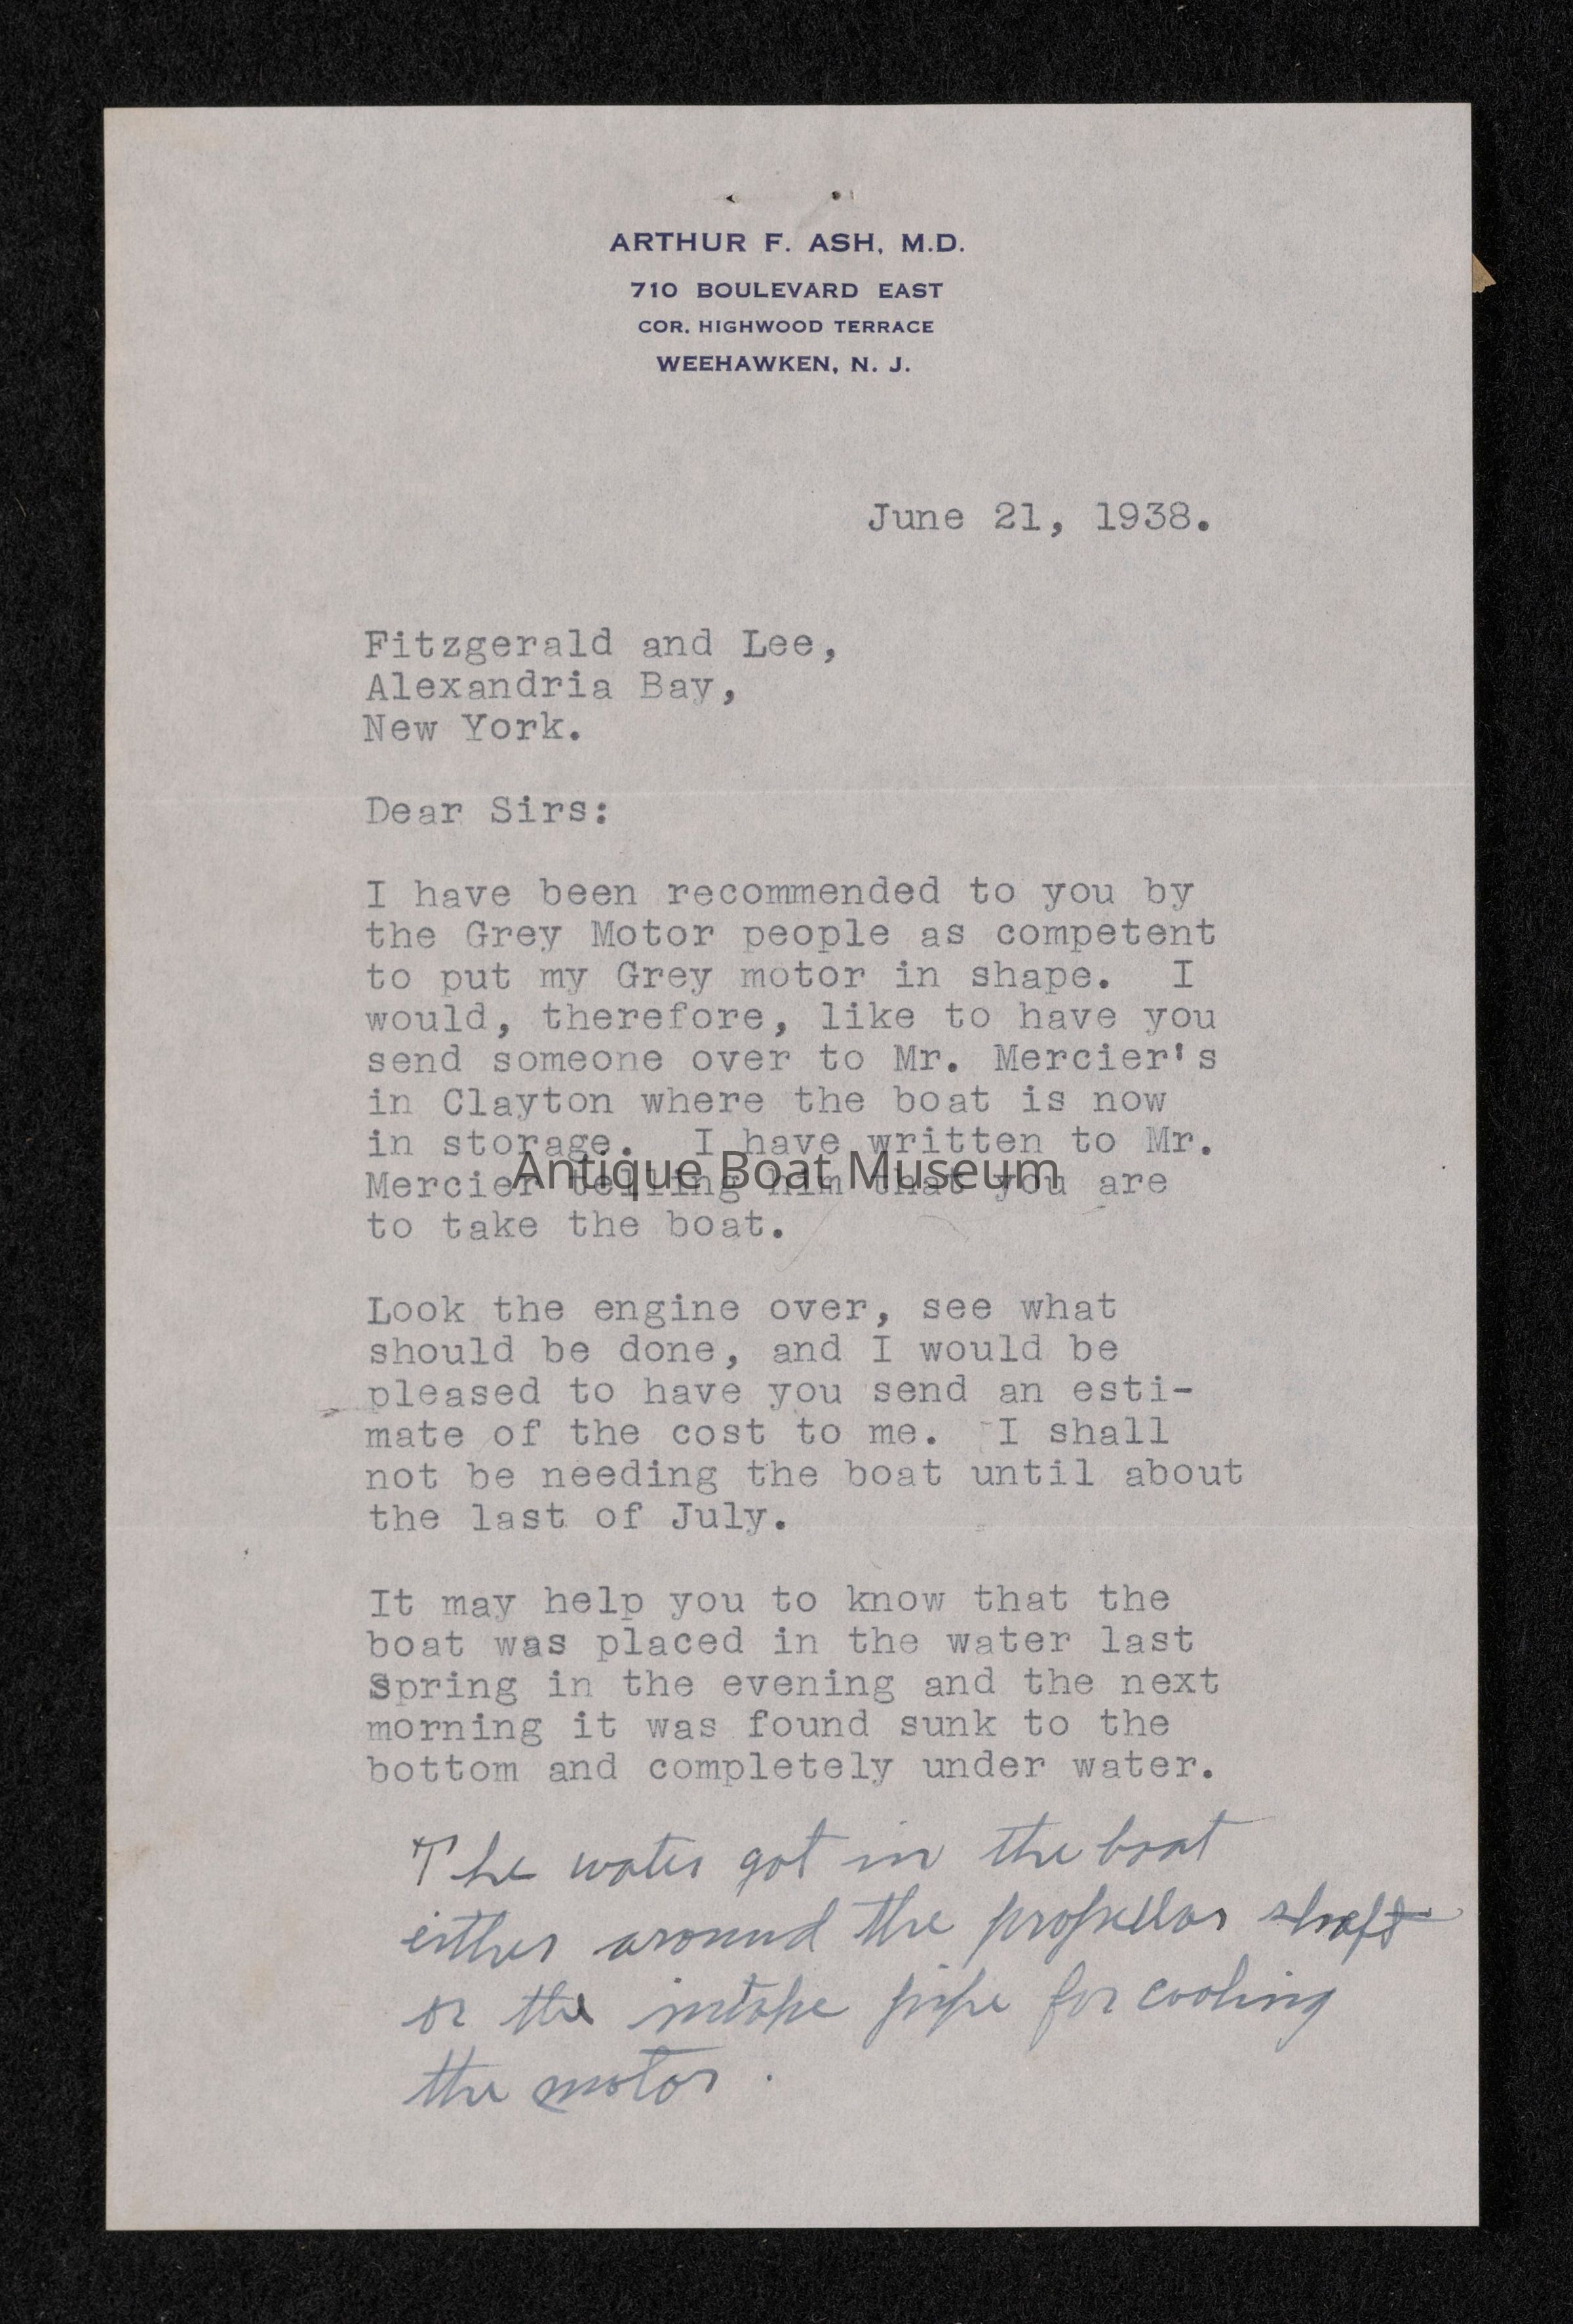 ARTHUR F. ASH, M.D.
710 BOULEVARD EAST
COR. HIGHWOOD TERRACE
WEEHAWKEN, N. J.
June 21, 1938.
Fitzgerald and Lee,
Alexandria Bay,
New York.
Dear Sirs:
I have been recommended to you by
the Grey Motor people as competent
to put my Grey motor in shape. I
would, therefore, like to have you
send someone over to Mr. Mercier's
in Clayton where the boat is now
in storage. I have written to Mr.
Antique Boat Museum
Mercier telling him that you are
to take the boat.
Look the engine over, see what
should be done, and I would be
pleased to have you send an esti-
mate of the cost to me. I shall
not be needing the boat until about
the last of July.
It may help you to know that the
boat was placed in the water last
Spring in the evening and the next
morning it was found sunk to the
bottom and completely under water.
The water got in the boat
either around the propellar shaft
or the intake pipe for cooling
the motor.